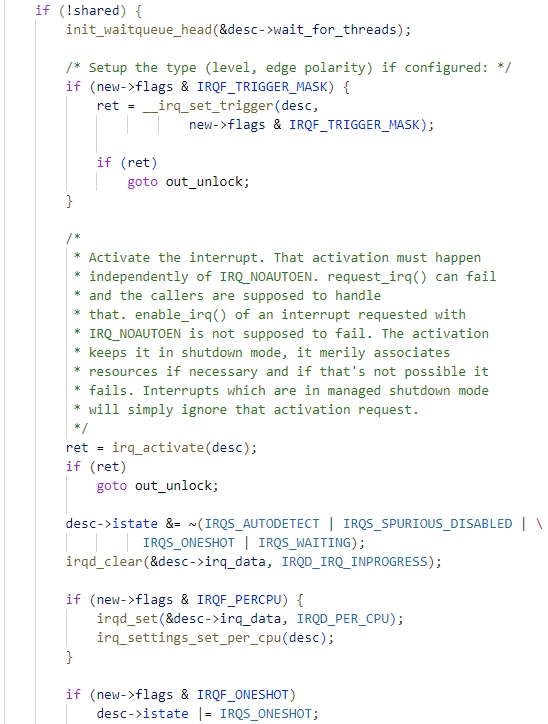 if (!shared) {
init_waitqueue_head(&desc->wait_for_threads);
/* Setup the type (level, edge polarity) if configured: */
if (new->flags & IRQF_TRIGGER_MASK) {
ret = __irq_set_trigger(desc,
new->flags & IRQF_TRIGGER_MASK);
if (ret)
goto out_unlock;
}
/*
* Activate the interrupt. That activation must happen
* independently of IRQ_NOAUTOEN. request_irq() can fail
* and the callers are supposed to handle
* that. enable_irq() of an interrupt requested with
* IRQ_NOAUTOEN is not supposed to fail. The activation
* keeps it in shutdown mode, it merily associates
* resources if necessary and if that's not possible it
* fails. Interrupts which are in managed shutdown mode
* will simply ignore that activation request.
*/
ret = irq_activate(desc);
if (ret)
goto out_unlock;
desc->istate &= ~(IRQS_AUTODETECT | IRQS_SPURIOUS_DISABLED | \
IRQS_ONESHOT | IRQS_WAITING);
irqd_clear(&desc->irq_data, IRQD_IRQ_INPROGRESS);
if (new->flags & IRQF_PERCPU) {
irqd_set(&desc->irq_data, IRQD_PER_CPU);
irq_settings_set_per_cpu(desc);
}
if (new->flags & IRQF_ONESHOT)
desc->istate |= IRQS_ONESHOT;